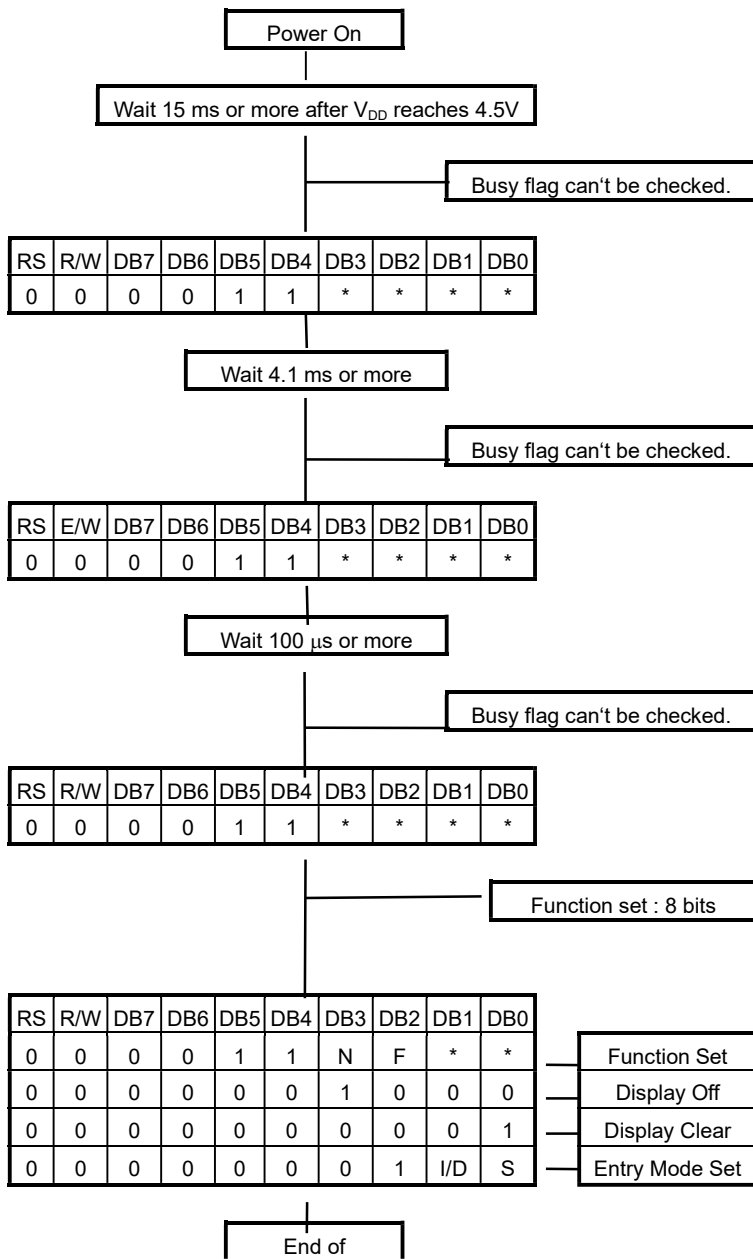 Power On
Wait 15 ms or more after VDD reaches 4.5V
Busy flag can‘t be checked.
RS R/W DB7 DB6 DB5 DB4 DB3 DB2 DB1 DB0
0 0 0 0 1 1 * * * *
Wait 4.1 ms or more
Busy flag can‘t be checked.
RS E/W DB7 DB6 DB5 DB4 DB3 DB2 DB1 DB0
0 0 0 0 1 1 * * * *
Wait 100 μs or more
Busy flag can‘t be checked.
RS R/W DB7 DB6 DB5 DB4 DB3 DB2 DB1 DB0
0 0 0 0 1 1 * * * *
Function set : 8 bits
RS R/W DB7 DB6 DB5 DB4 DB3 DB2 DB1 DB0
0 0 0 0 1 1 N F * * Function Set
0 0 0 0 0 0 1 0 0 0 Display Off
0 0 0 0 0 0 0 0 0 1 Display Clear
0 0 0 0 0 0 0 1 I/D S Entry Mode Set
End of